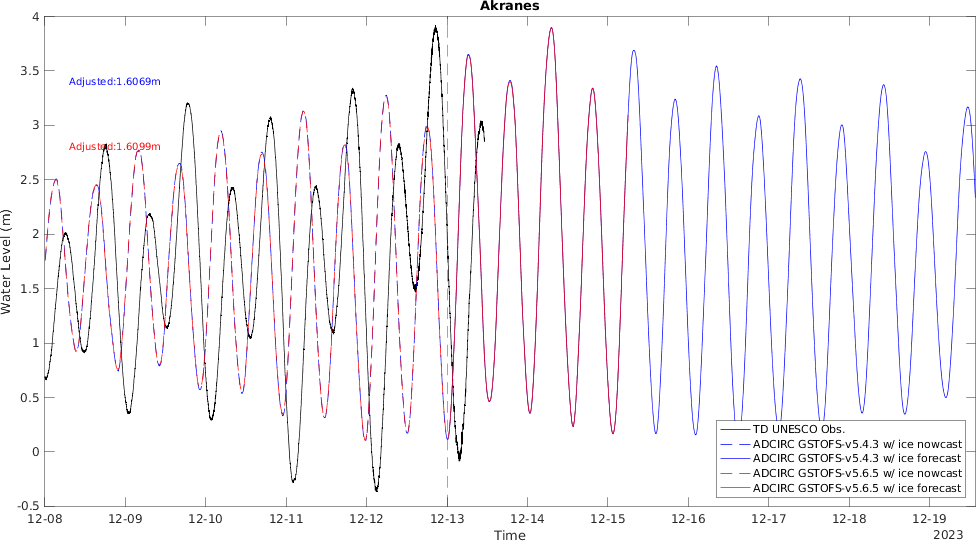 Akranes
4
3.5
3
2.5
2
1.5
1
0.5
0
-0.5
Water Level (m)
Adjusted:1.6069m
Adjusted:1.6099m
TD UNESCO Obs.
ADCIRC GSTOFS-v5.4.3 w/ ice nowcast
ADCIRC GSTOFS-v5.4.3 w/ ice forecast
ADCIRC GSTOFS-v5.6.5 w/ ice nowcast
ADCIRC GSTOFS-v5.6.5 w/ ice forecast
12-08 12-09 12-10 12-11 12-12 12-13 12-14 12-15 12-16 12-17 12-18 12-19
Time
2023